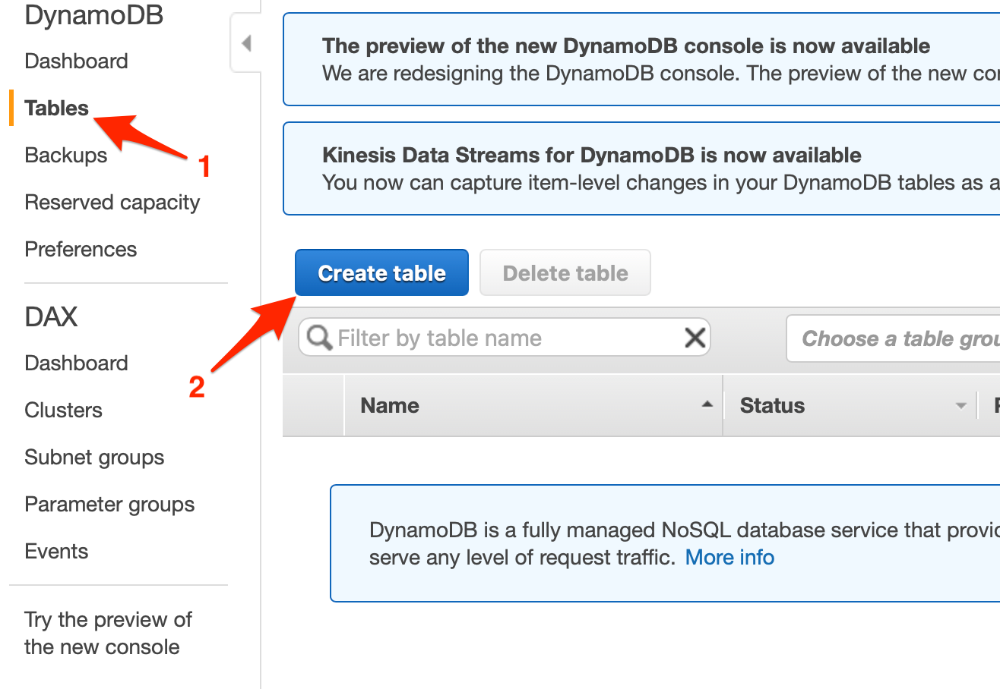 DynamoDB
Dashboard
Tables
1
Backups
Reserved capacity
Preferences
DAX
Dashboard
Clusters
Subnet groups
Parameter groups
Events
Try the preview of
the new console
The preview of the new DynamoDB console is now available
We are redesigning the DynamoDB console. The preview of the new
Kinesis Data Streams for DynamoDB is now available
You now can capture item-level changes in your DynamoDB tables as a
Create table
Delete table
2
Filter by table name
Choose a table
Name
Status
DynamoDB is a fully managed NoSQL database service that
serve any level of request traffic. More info